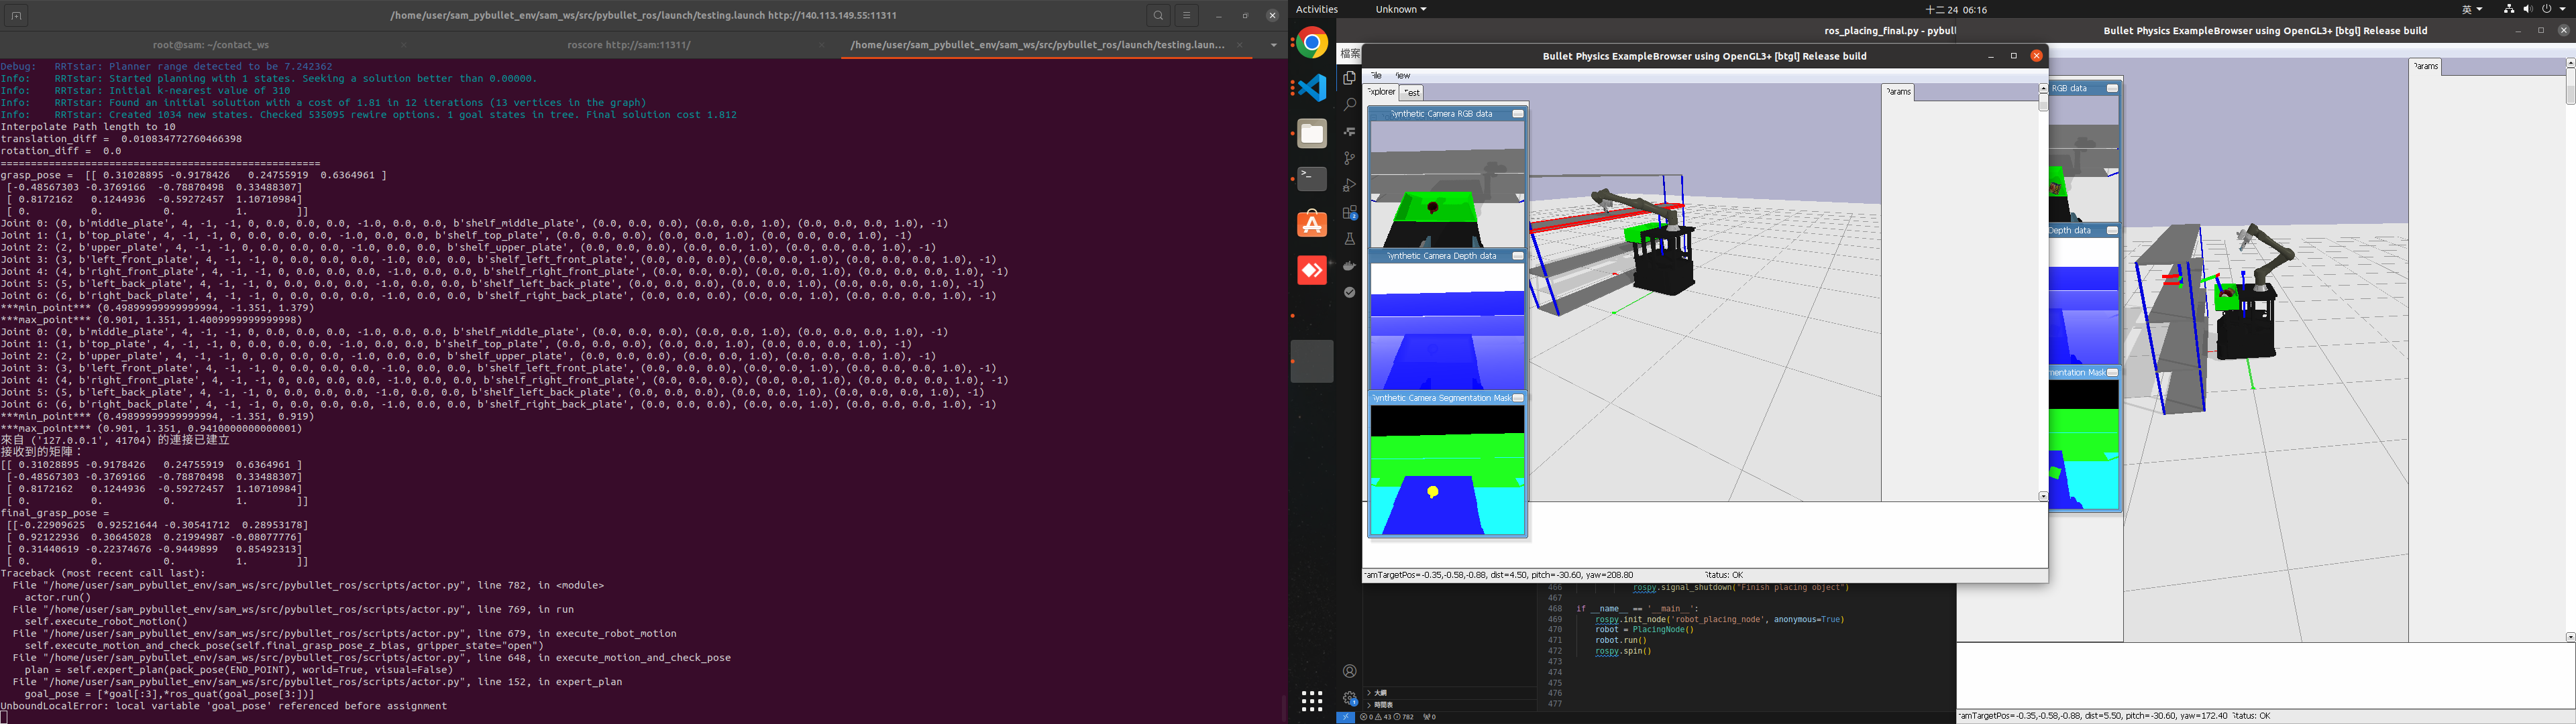 /home/user/sam_pybullet_env/sam_ws/src/pybullet_ros/launch/testing.launch http://140.113.149.55:11311
root@sam: ~/contact_ws
roscore http://sam:11311/
/home/user/sam_pybullet_env/sam_ws/src/pybullet_ros/launch/testing.laun...
Debug:   RRTstar: Planner range detected to be 7.242362
Info:    RRTstar: Started planning with 1 states. Seeking a solution better than 0.00000.
Info:    RRTstar: Initial k-nearest value of 310
Info:    RRTstar: Found an initial solution with a cost of 1.81 in 12 iterations (13 vertices in the graph)
Info:    RRTstar: Created 1034 new states. Checked 535095 rewire options. 1 goal states in tree. Final solution cost 1.812
Interpolate Path length to 10
translation_diff =  0.010834772760466398
rotation_diff =  0.0
======================================================
grasp_pose =  [[ 0.31028895 -0.9178426   0.24755919  0.6364961 ]
 [-0.48567303 -0.3769166  -0.78870498  0.33488307]
 [ 0.8172162   0.1244936  -0.59272457  1.10710984]
 [ 0.          0.          0.          1.        ]]
Joint 0: (0, b'middle_plate', 4, -1, -1, 0, 0.0, 0.0, 0.0, -1.0, 0.0, 0.0, b'shelf_middle_plate', (0.0, 0.0, 0.0), (0.0, 0.0, 1.0), (0.0, 0.0, 0.0, 1.0), -1)
Joint 1: (1, b'top_plate', 4, -1, -1, 0, 0.0, 0.0, 0.0, -1.0, 0.0, 0.0, b'shelf_top_plate', (0.0, 0.0, 0.0), (0.0, 0.0, 1.0), (0.0, 0.0, 0.0, 1.0), -1)
Joint 2: (2, b'upper_plate', 4, -1, -1, 0, 0.0, 0.0, 0.0, -1.0, 0.0, 0.0, b'shelf_upper_plate', (0.0, 0.0, 0.0), (0.0, 0.0, 1.0), (0.0, 0.0, 0.0, 1.0), -1)
Joint 3: (3, b'left_front_plate', 4, -1, -1, 0, 0.0, 0.0, 0.0, -1.0, 0.0, 0.0, b'shelf_left_front_plate', (0.0, 0.0, 0.0), (0.0, 0.0, 1.0), (0.0, 0.0, 0.0, 1.0), -1)
Joint 4: (4, b'right_front_plate', 4, -1, -1, 0, 0.0, 0.0, 0.0, -1.0, 0.0, 0.0, b'shelf_right_front_plate', (0.0, 0.0, 0.0), (0.0, 0.0, 1.0), (0.0, 0.0, 0.0, 1.0), -1)
Joint 5: (5, b'left_back_plate', 4, -1, -1, 0, 0.0, 0.0, 0.0, -1.0, 0.0, 0.0, b'shelf_left_back_plate', (0.0, 0.0, 0.0), (0.0, 0.0, 1.0), (0.0, 0.0, 0.0, 1.0), -1)
Joint 6: (6, b'right_back_plate', 4, -1, -1, 0, 0.0, 0.0, 0.0, -1.0, 0.0, 0.0, b'shelf_right_back_plate', (0.0, 0.0, 0.0), (0.0, 0.0, 1.0), (0.0, 0.0, 0.0, 1.0), -1)
***min_point*** (0.49899999999999994, -1.351, 1.379)
***max_point*** (0.901, 1.351, 1.4009999999999998)
Joint 0: (0, b'middle_plate', 4, -1, -1, 0, 0.0, 0.0, 0.0, -1.0, 0.0, 0.0, b'shelf_middle_plate', (0.0, 0.0, 0.0), (0.0, 0.0, 1.0), (0.0, 0.0, 0.0, 1.0), -1)
Joint 1: (1, b'top_plate', 4, -1, -1, 0, 0.0, 0.0, 0.0, -1.0, 0.0, 0.0, b'shelf_top_plate', (0.0, 0.0, 0.0), (0.0, 0.0, 1.0), (0.0, 0.0, 0.0, 1.0), -1)
Joint 2: (2, b'upper_plate', 4, -1, -1, 0, 0.0, 0.0, 0.0, -1.0, 0.0, 0.0, b'shelf_upper_plate', (0.0, 0.0, 0.0), (0.0, 0.0, 1.0), (0.0, 0.0, 0.0, 1.0), -1)
Joint 3: (3, b'left_front_plate', 4, -1, -1, 0, 0.0, 0.0, 0.0, -1.0, 0.0, 0.0, b'shelf_left_front_plate', (0.0, 0.0, 0.0), (0.0, 0.0, 1.0), (0.0, 0.0, 0.0, 1.0), -1)
Joint 4: (4, b'right_front_plate', 4, -1, -1, 0, 0.0, 0.0, 0.0, -1.0, 0.0, 0.0, b'shelf_right_front_plate', (0.0, 0.0, 0.0), (0.0, 0.0, 1.0), (0.0, 0.0, 0.0, 1.0), -1)
Joint 5: (5, b'left_back_plate', 4, -1, -1, 0, 0.0, 0.0, 0.0, -1.0, 0.0, 0.0, b'shelf_left_back_plate', (0.0, 0.0, 0.0), (0.0, 0.0, 1.0), (0.0, 0.0, 0.0, 1.0), -1)
Joint 6: (6, b'right_back_plate', 4, -1, -1, 0, 0.0, 0.0, 0.0, -1.0, 0.0, 0.0, b'shelf_right_back_plate', (0.0, 0.0, 0.0), (0.0, 0.0, 1.0), (0.0, 0.0, 0.0, 1.0), -1)
***min_point*** (0.49899999999999994, -1.351, 0.919)
***max_point*** (0.901, 1.351, 0.9410000000000001)
來自 ('127.0.0.1', 41704) 的連接已建立
接收到的矩陣：
[[ 0.31028895 -0.9178426   0.24755919  0.6364961 ]
 [-0.48567303 -0.3769166  -0.78870498  0.33488307]
 [ 0.8172162   0.1244936  -0.59272457  1.10710984]
 [ 0.          0.          0.          1.        ]]
final_grasp_pose =
 [[-0.22909625  0.92521644 -0.30541712  0.28953178]
 [ 0.92122936  0.30645028  0.21994987 -0.08077776]
 [ 0.31440619 -0.22374676 -0.9449899   0.85492313]
 [ 0.          0.          0.          1.        ]]
Traceback (most recent call last):
  File "/home/user/sam_pybullet_env/sam_ws/src/pybullet_ros/scripts/actor.py", line 782, in <module>
    actor.run()
  File "/home/user/sam_pybullet_env/sam_ws/src/pybullet_ros/scripts/actor.py", line 769, in run
    self.execute_robot_motion()
  File "/home/user/sam_pybullet_env/sam_ws/src/pybullet_ros/scripts/actor.py", line 679, in execute_robot_motion
    self.execute_motion_and_check_pose(self.final_grasp_pose_z_bias, gripper_state="open")
  File "/home/user/sam_pybullet_env/sam_ws/src/pybullet_ros/scripts/actor.py", line 648, in execute_motion_and_check_pose
    plan = self.expert_plan(pack_pose(END_POINT), world=True, visual=False)
  File "/home/user/sam_pybullet_env/sam_ws/src/pybullet_ros/scripts/actor.py", line 152, in expert_plan
    goal_pose = [*goal[:3],*ros_quat(goal_pose[3:])]
UnboundLocalError: local variable 'goal_pose' referenced before assignment
Activities
Unknown
十二 24 06:16
英
ros_placing_final.py - pybull
Bullet Physics ExampleBrowser using OpenGL3+ [btgl] Release build
檔案
Bullet Physics ExampleBrowser using OpenGL3+ [btgl] Release build
File View
Explorer Test
Params
Synthetic Camera RGB data
Synthetic Camera Depth data
Synthetic Camera Segmentation Mask
amTargetPos=-0.35,-0.58,-0.88, dist=4.50, pitch=-30.60, yaw=208.80
Status: OK
Params
RGB data
Depth data
mentation Mask
amTargetPos=-0.35,-0.58,-0.88, dist=5.50, pitch=-30.60, yaw=172.40
Status: OK
466 rospy.signal_shutdown("Finish placing object")
467
468 if __name__ == '__main__':
469 rospy.init_node('robot_placing_node', anonymous=True)
470 robot = PlacingNode()
471 robot.run()
472 rospy.spin()
473
474
475
476
477
大綱
時間表
0 43 782 0